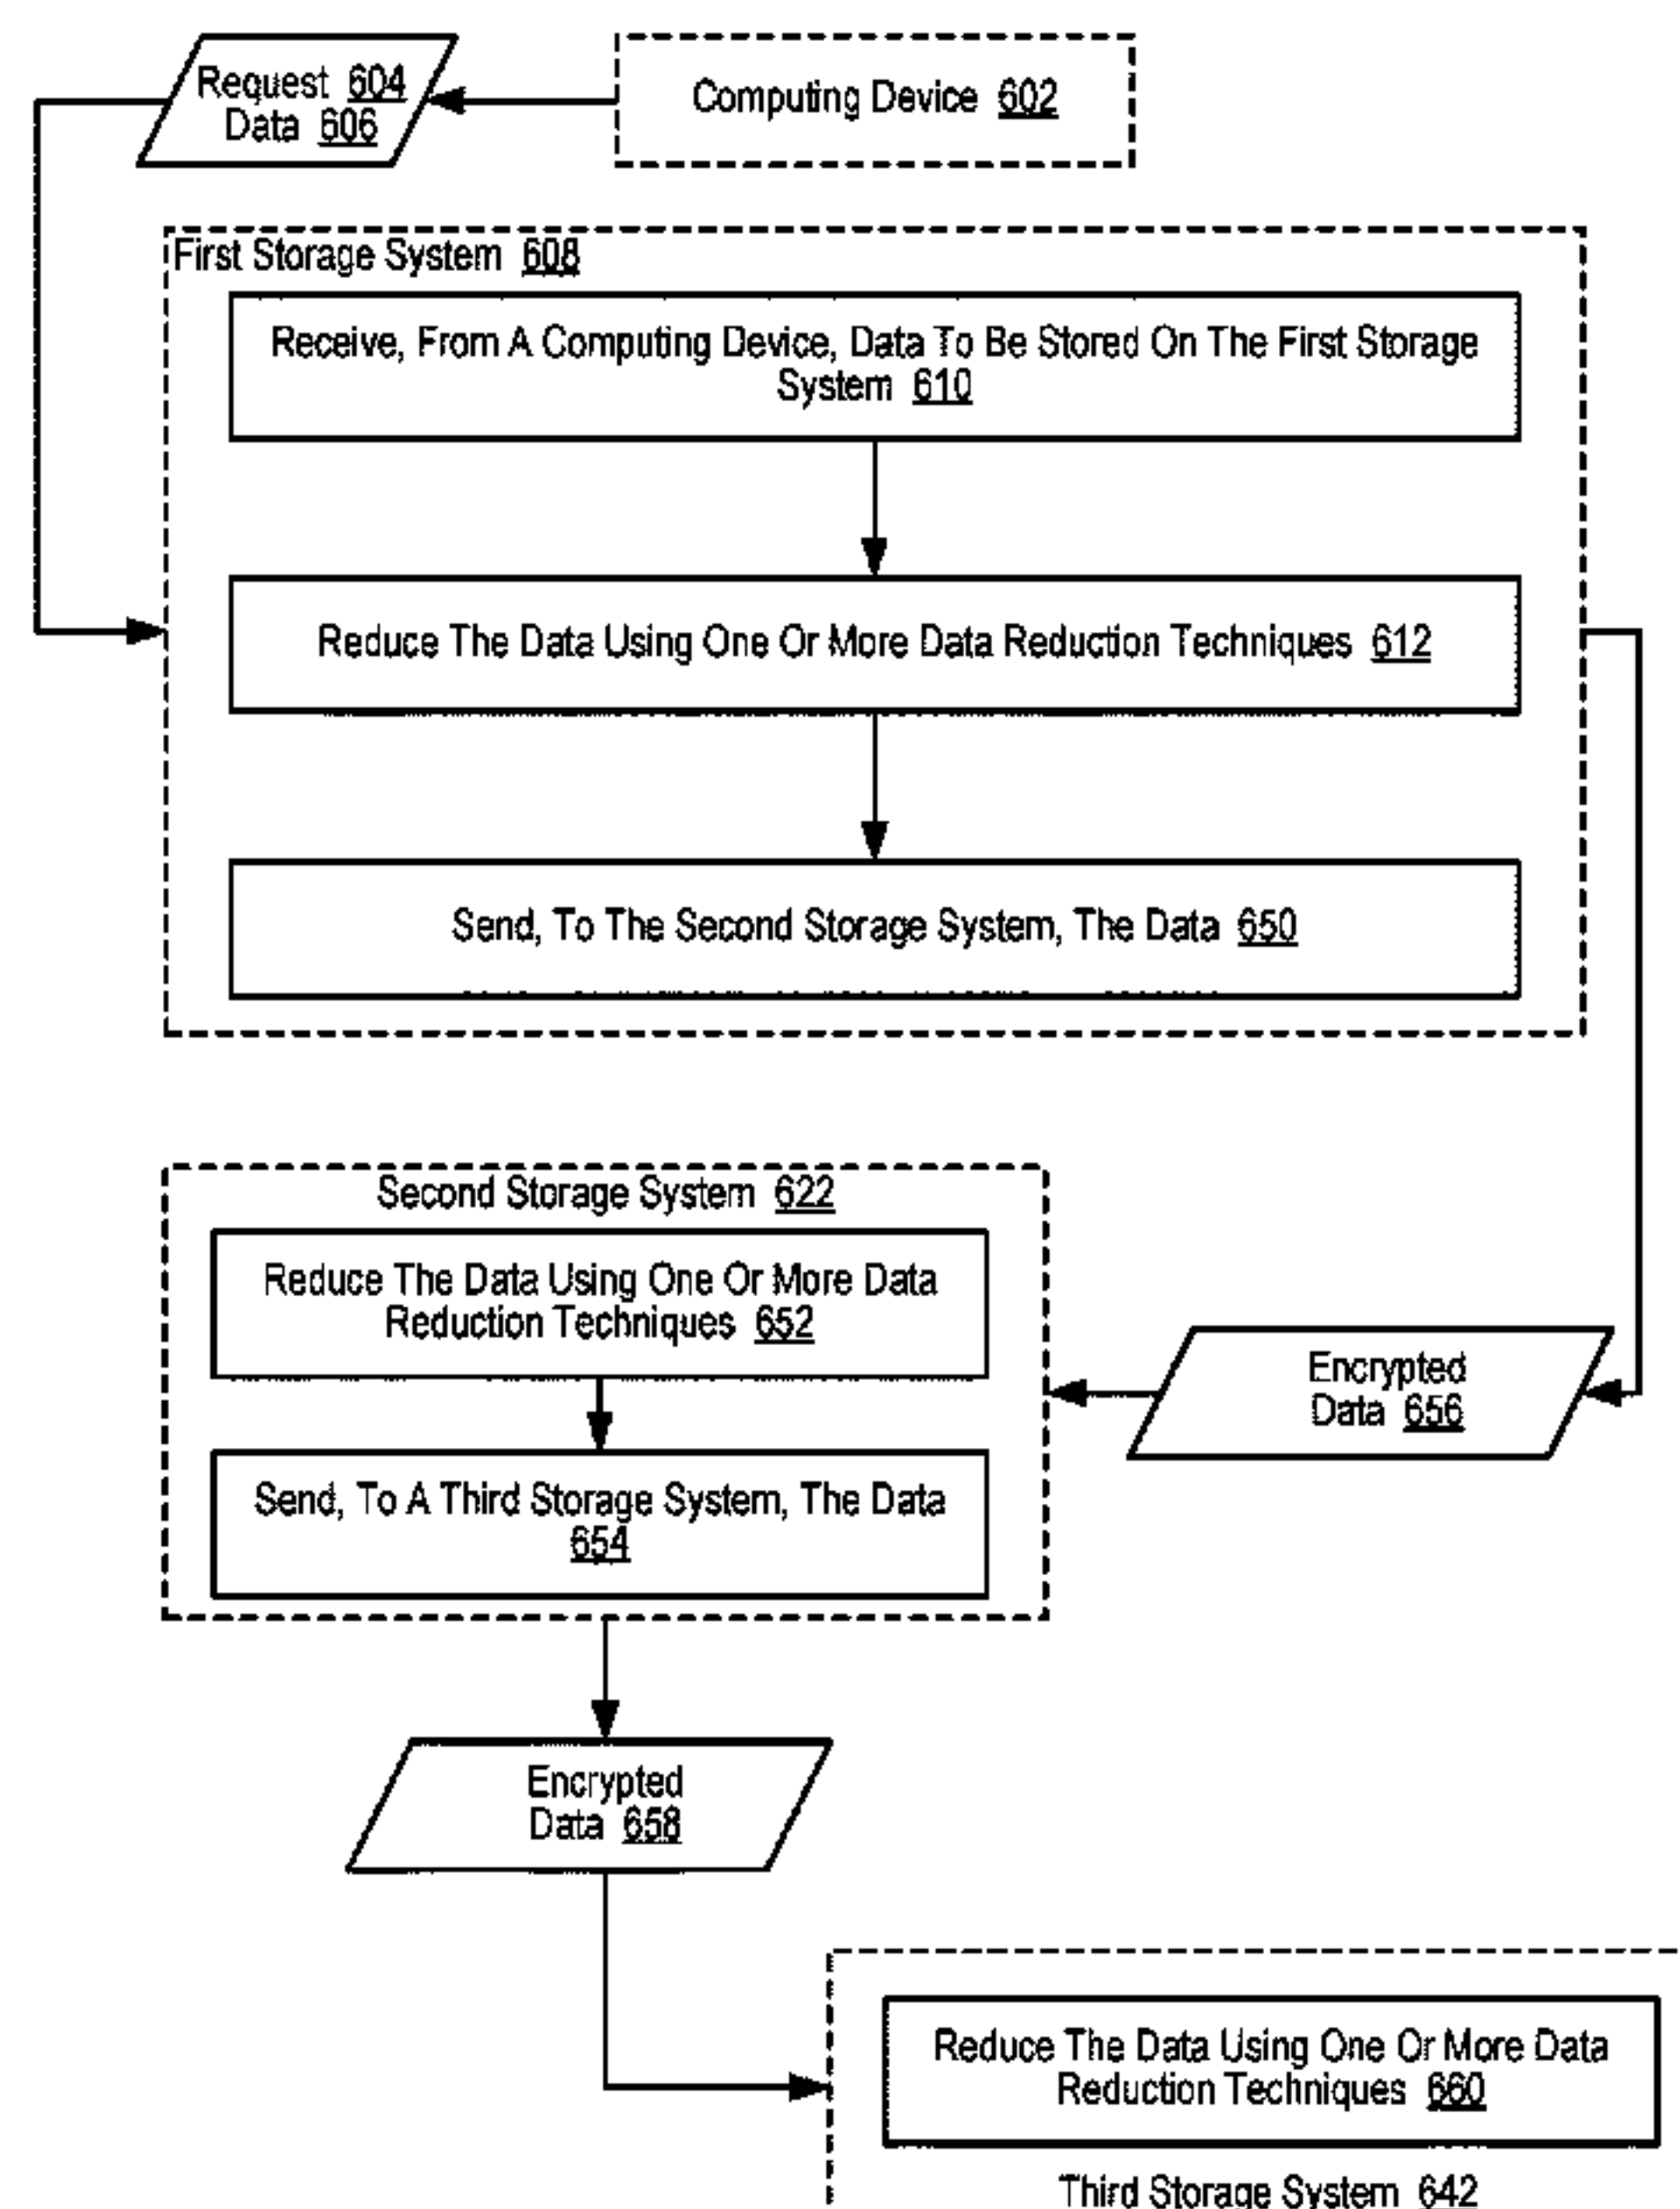 Request 604
Data 606
Computing Device 602
First Storage System 608
Receive, From A Computing Device, Data To Be Stored On The First Storage
System 610
Reduce The Data Using One Or More Data Reduction Techniques 612
Send, To The Second Storage System, The Data 650
Second Storage System 622
Reduce The Data Using One Or More Data
Reduction Techniques 652
Send, To A Third Storage System, The Data
654
Encrypted
Data 656
Encrypted
Data 658
Reduce The Data Using One Or More Data
Reduction Techniques 660
Third Storage System 642